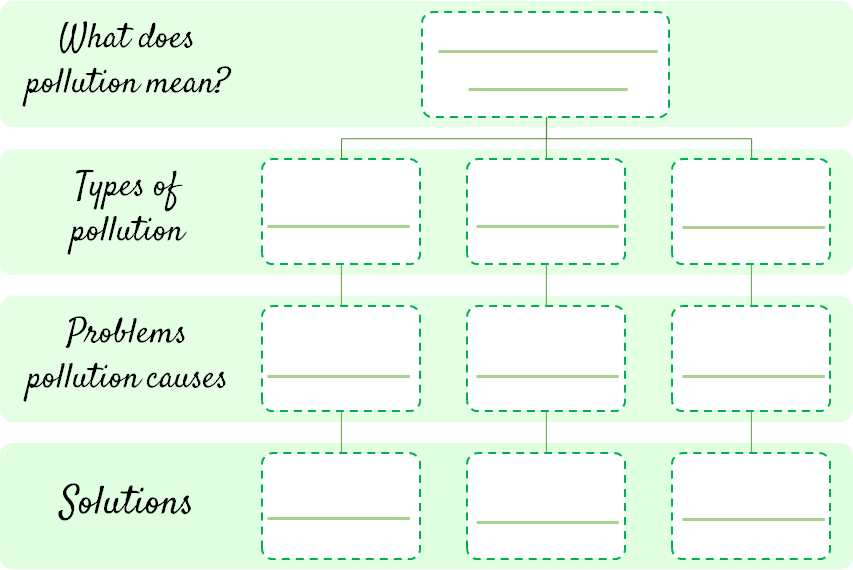 What does
pollution mean?
Types of
pollution
Problems
pollution causes
Solutions